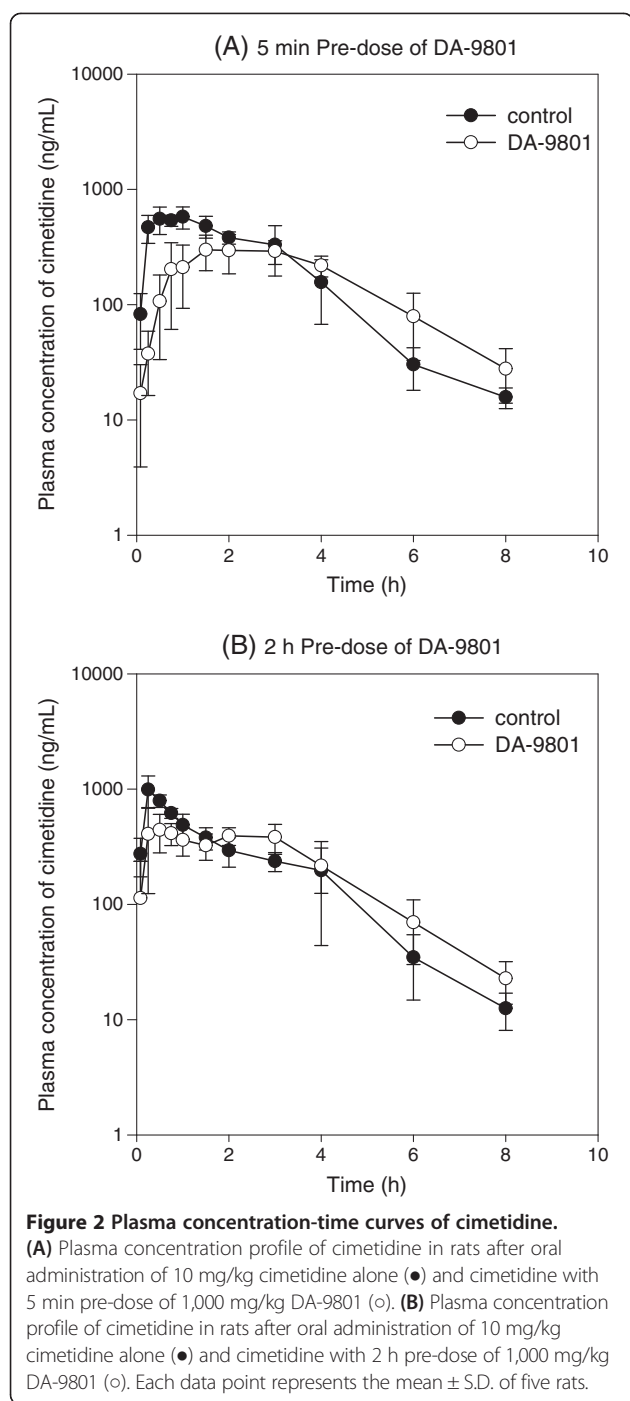 (A) 5 min Pre-dose of DA-9801
10000
1000
100
10
1
Plasma concentration of cimetidine (ng/mL)
control
DA-9801
0 2 4 6 8 10
Time (h)
(B) 2 h Pre-dose of DA-9801
10000
1000
100
10
1
Plasma concentration of cimetidine (ng/mL)
control
DA-9801
0 2 4 6 8 10
Time (h)
Figure 2 Plasma concentration-time curves of cimetidine.
(A) Plasma concentration profile of cimetidine in rats after oral
administration of 10 mg/kg cimetidine alone (●) and cimetidine with
5 min pre-dose of 1,000 mg/kg DA-9801 (○). (B) Plasma concentration
profile of cimetidine in rats after oral administration of 10 mg/kg
cimetidine alone (●) and cimetidine with 2 h pre-dose of 1,000 mg/kg
DA-9801 (○). Each data point represents the mean ± S.D. of five rats.